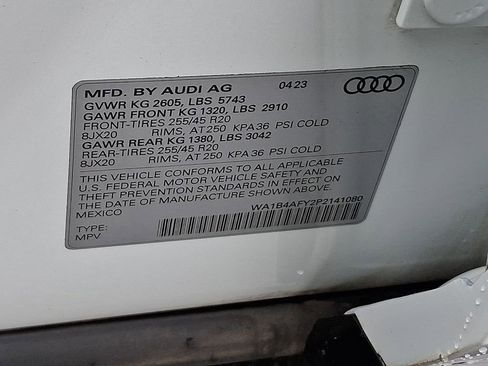 MFD. BY AUDI AG 04 23
GVWR KG 2605, LBS 5743
GAWR FRONT KG 1320, LBS 2910
FRONT-TIRES 255/45 R20
8JX20 RIMS, AT 250 KPA 36 PSI COLD
GAWR REAR KG 1380, LBS 3042
REAR-TIRES 255/45 R20
8JX20 RIMS, AT 250 KPA 36 PSI COLD
THIS VEHICLE CONFORMS TO ALL APPLICABLE
U.S. FEDERAL MOTOR VEHICLE SAFETY AND
THEFT PREVENTION STANDARDS IN EFFECT ON
THE DATE OF MANUFACTURE SHOWN ABOVE.
MEXICO
WA1B4AFY2P2141080
TYPE:
MPV